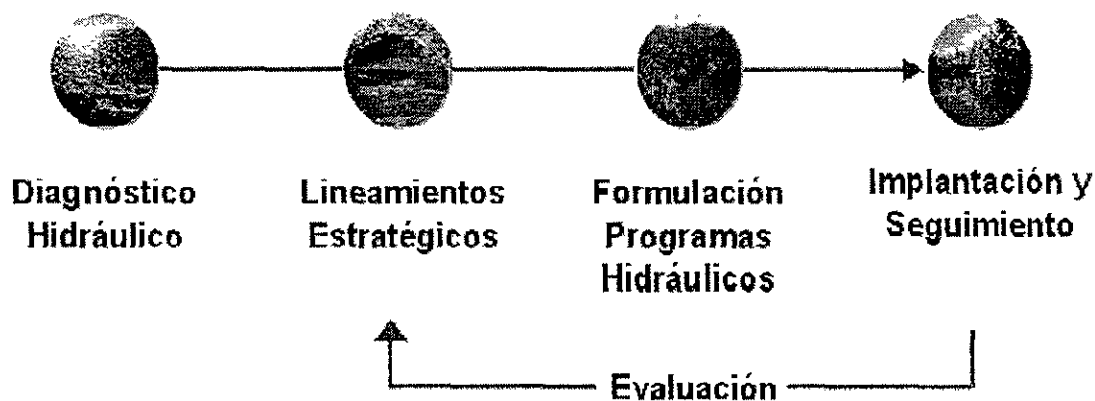 Diagnóstico
Hidráulico
Lineamientos
Estratégicos
Formulación
Programas
Hidráulicos
Implantación y
Seguimiento
Evaluación